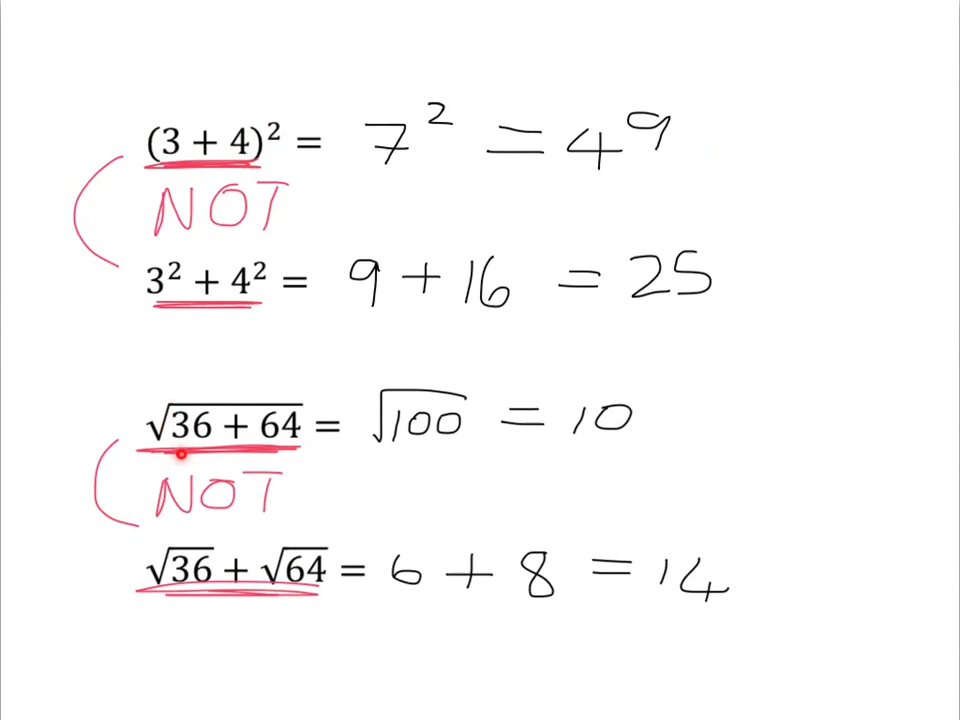 (3 + 4)² = 7² = 49
NOT
3² + 4² = 9 + 16 = 25
√(36 + 64) = √100 = 10
NOT
√36 + √64 = 6 + 8 = 14